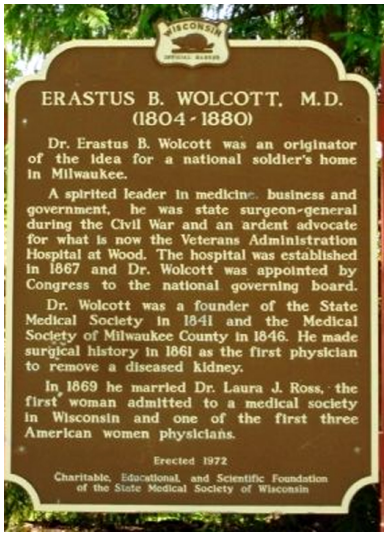 WISCONSIN
OFFICIAL MARKER
ERASTUS B. WOLCOTT, M.D.
(1804-1880)
Dr. Erastus B. Wolcott was an originator
of the idea for a national soldier's home
in Milwaukee.
A spirited leader in medicine, business and
government, he was state surgeon-general
during the Civil War and an ardent advocate
for what is now the Veterans Administration
Hospital at Wood. The hospital was established
in 1867 and Dr. Wolcott was appointed by
Congress to the national governing board.
Dr. Wolcott was a founder of the State
Medical Society in 1841 and the Medical
Society of Milwaukee County in 1846. He made
surgical history in 1861 as the first physician
to remove a diseased kidney.
In 1869 he married Dr. Laura J. Ross, the
first woman admitted to a medical society
in Wisconsin and one of the first three
American women physicians.
Erected 1972
Charitable, Educational, and Scientific Foundation
of the State Medical Society of Wisconsin